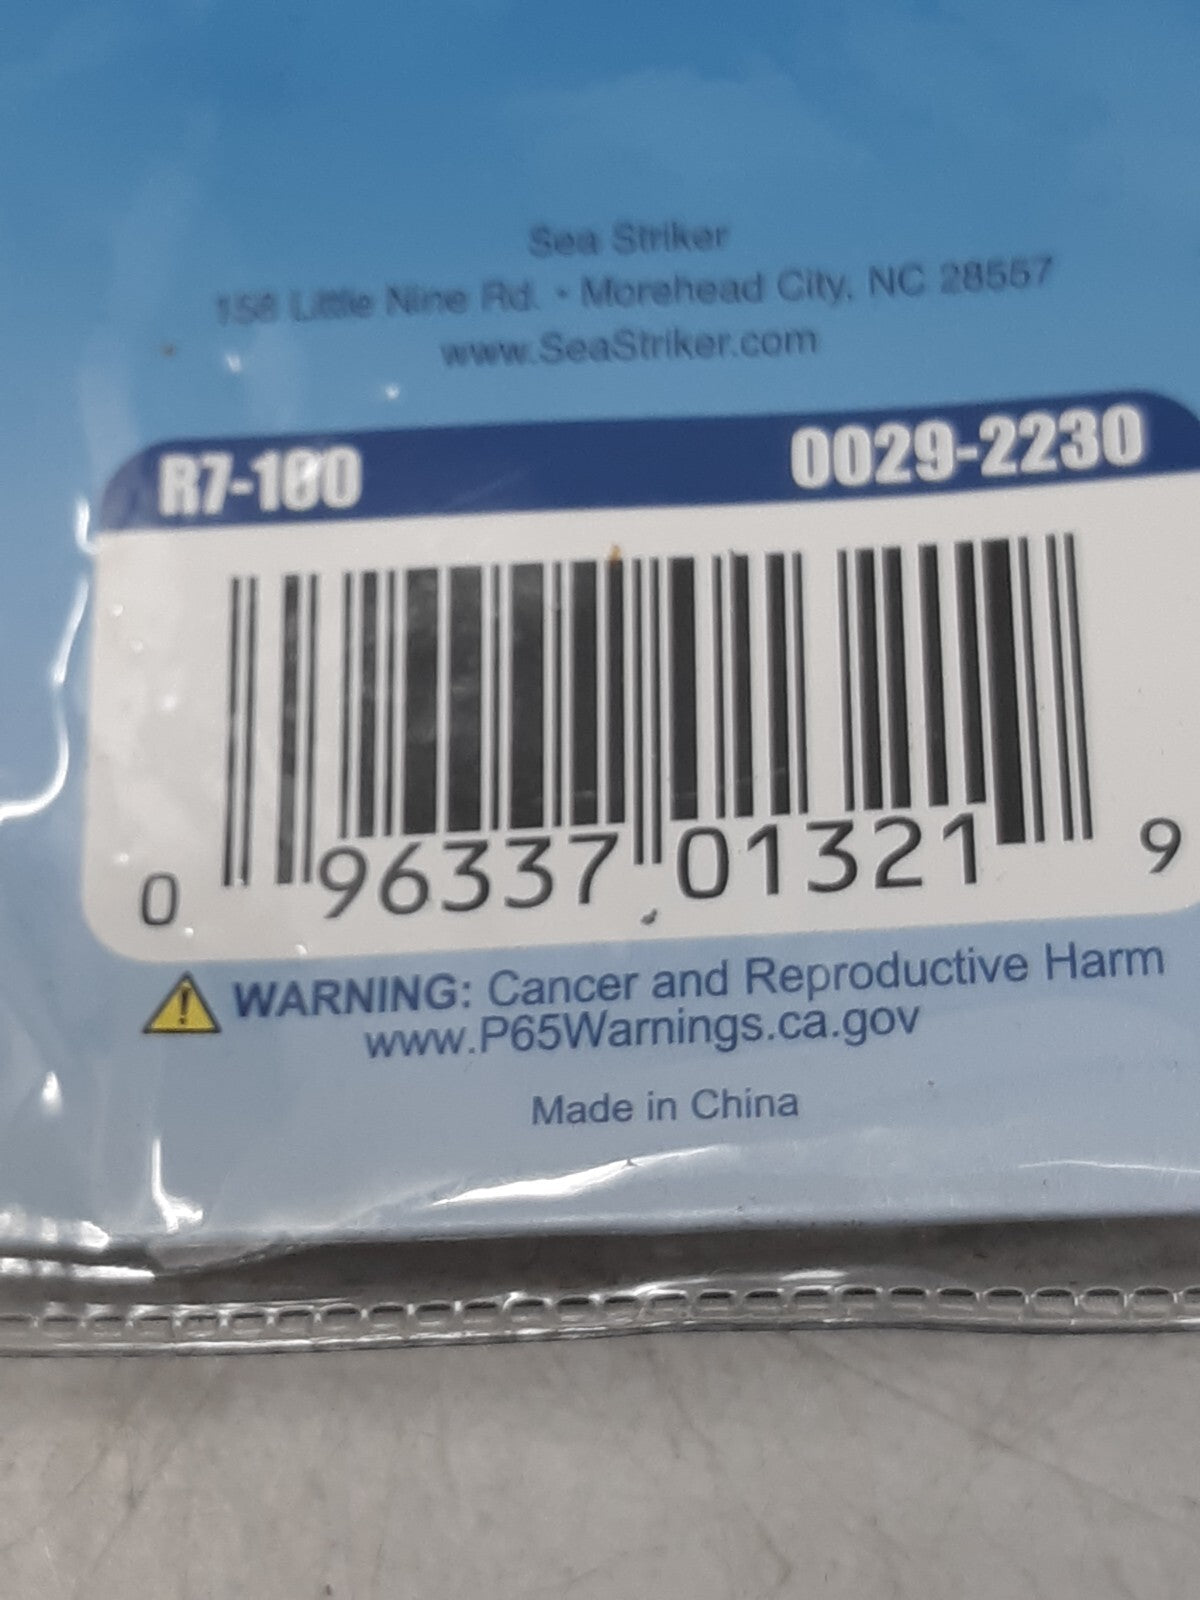 Sea Striker
158 Little Nine Rd. • Morehead City, NC 28557
www.SeaStriker.com
R7-100 0029-2230
0 96337 01321 9
WARNING: Cancer and Reproductive Harm
www.P65Warnings.ca.gov
Made in China